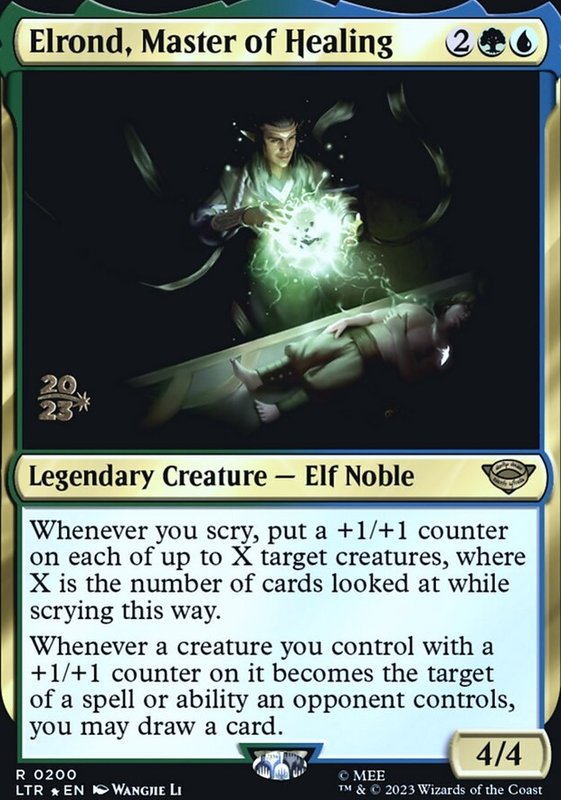 Elrond, Master of Healing 2
20
23
Legendary Creature — Elf Noble
Whenever you scry, put a +1/+1 counter
on each of up to X target creatures, where
X is the number of cards looked at while
scrying this way.
Whenever a creature you control with a
+1/+1 counter on it becomes the target
of a spell or ability an opponent controls,
you may draw a card.
4/4
R 0200
LTR ★ EN Wangjie Li
© MEE
™ & © 2023 Wizards of the Coast